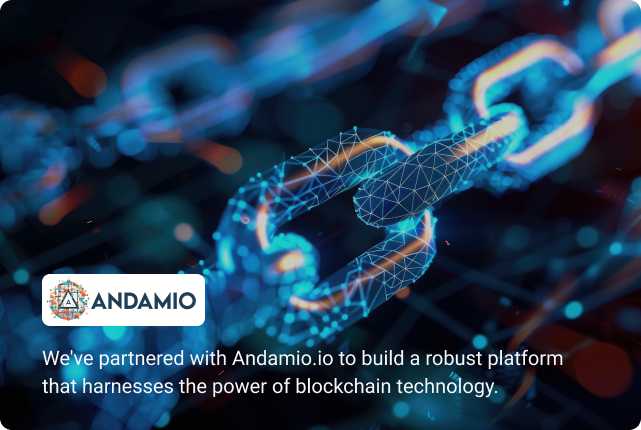 ANDAMIO
We've partnered with Andamio.io to build a robust platform
that harnesses the power of blockchain technology.